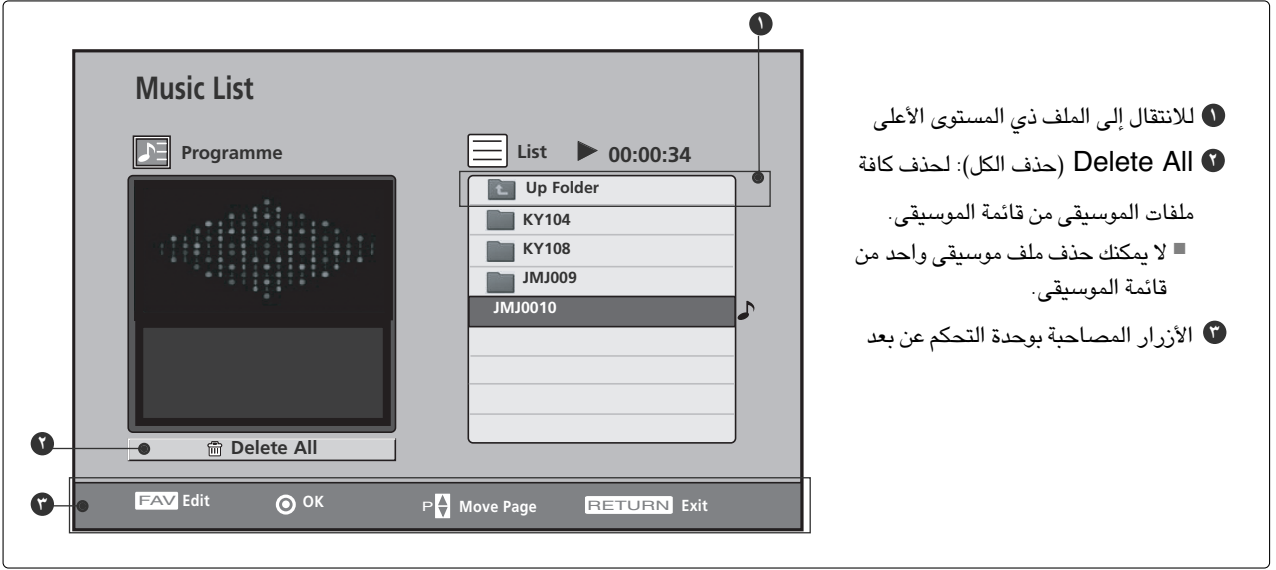 ١
Music List
Programme
List 00:00:34
Up Folder
KY104
KY108
JMJ009
JMJ0010
٢
Delete All
٣
FAV Edit OK P Move Page RETURN Exit
١ للانتقال إلى الملف ذي المستوى الأعلى
٢ Delete All (حذف الكل): لحذف كافة
ملفات الموسيقى من قائمة الموسيقى.
■ لا يمكنك حذف ملف موسيقى واحد من
قائمة الموسيقى.
٣ الأزرار المصاحبة بوحدة التحكم عن بعد